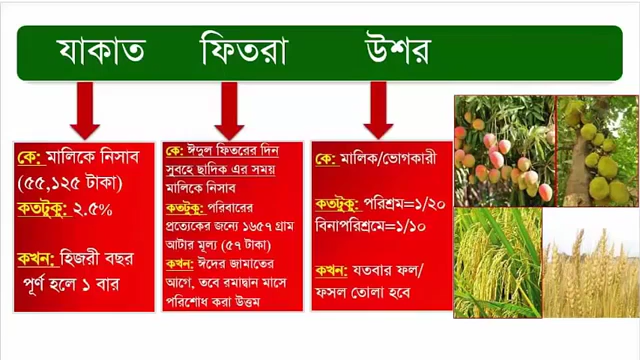 যাকাত ফিতরা উশর
কে: মালিকে নিসাব
(৫৫,১২৫ টাকা)
কতটুকু: ২.৫%
কখন: হিজরী বছর
পূর্ণ হলে ১ বার
কে: ঈদুল ফিতরের দিন
সুবহে ছাদিক এর সময়
মালিকে নিসাব
কতটুকু: পরিবারের
প্রত্যেকের জন্যে ১৬৫৭ গ্রাম
আটার মূল্য (৫৭ টাকা)
কখন: ঈদের জামাতের
আগে, তবে রমাদ্বান মাসে
পরিশোধ করা উত্তম
কে: মালিক/ভোগকারী
কতটুকু: পরিশ্রম=১/২০
বিনাপরিশ্রমে=১/১০
কখন: যতবার ফল/
ফসল তোলা হবে